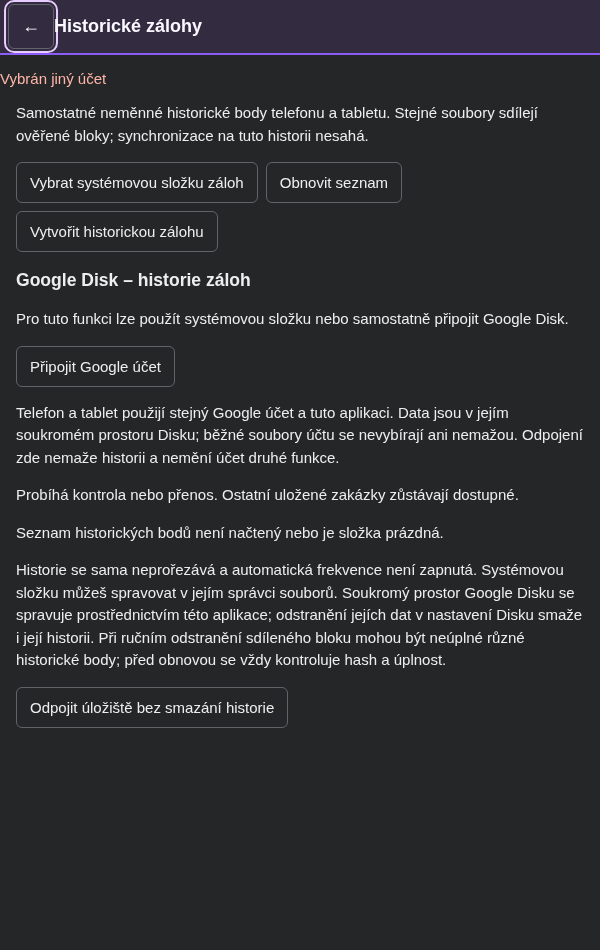 ← Historické zálohy
Vybrán jiný účet
Samostatné neměnné historické body telefonu a tabletu. Stejné soubory sdílejí
ověřené bloky; synchronizace na tuto historii nesahá.
Vybrat systémovou složku záloh Obnovit seznam
Vytvořit historickou zálohu
Google Disk – historie záloh
Pro tuto funkci lze použít systémovou složku nebo samostatně připojit Google Disk.
Připojit Google účet
Telefon a tablet použijí stejný Google účet a tuto aplikaci. Data jsou v jejím
soukromém prostoru Disku; běžné soubory účtu se nevybírají ani nemažou. Odpojení
zde nemaže historii a nemění účet druhé funkce.
Probíhá kontrola nebo přenos. Ostatní uložené zakázky zůstávají dostupné.
Seznam historických bodů není načtený nebo je složka prázdná.
Historie se sama neprořezává a automatická frekvence není zapnutá. Systémovou
složku můžeš spravovat v jejím správci souborů. Soukromý prostor Google Disku se
spravuje prostřednictvím této aplikace; odstranění jejích dat v nastavení Disku smaže
i její historii. Při ručním odstranění sdíleného bloku mohou být neúplné různé
historické body; před obnovou se vždy kontroluje hash a úplnost.
Odpojit úložiště bez smazání historie